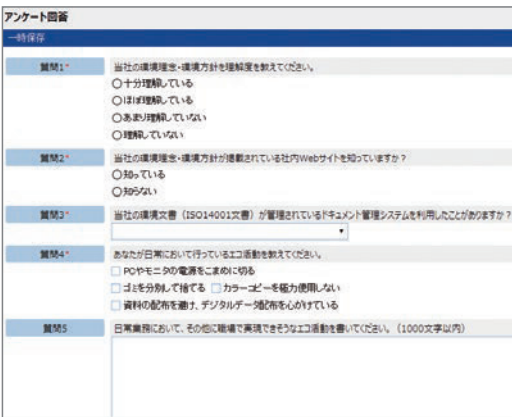 アンケート回答
一時保存
質問1*
当社の環境理念・環境方針を理解度を教えてください。
○十分理解している
○ほぼ理解している
○あまり理解していない
○理解していない
質問2*
当社の環境理念・環境方針が掲載されている社内Webサイトを知っていますか？
○知っている
○知らない
質問3*
当社の環境文書（ISO14001文書）が管理されているドキュメント管理システムを利用したことがありますか？
質問4*
あなたが日常において行っているエコ活動を教えてください。
PCやモニタの電源をこまめに切る
ゴミを分別して捨てる カラーコピーを極力使用しない
資料の配布を避け、デジタルデータ配布を心がけている
質問5
日常業務において、その他に職場で実現できそうなエコ活動を書いてください。（1000文字以内）